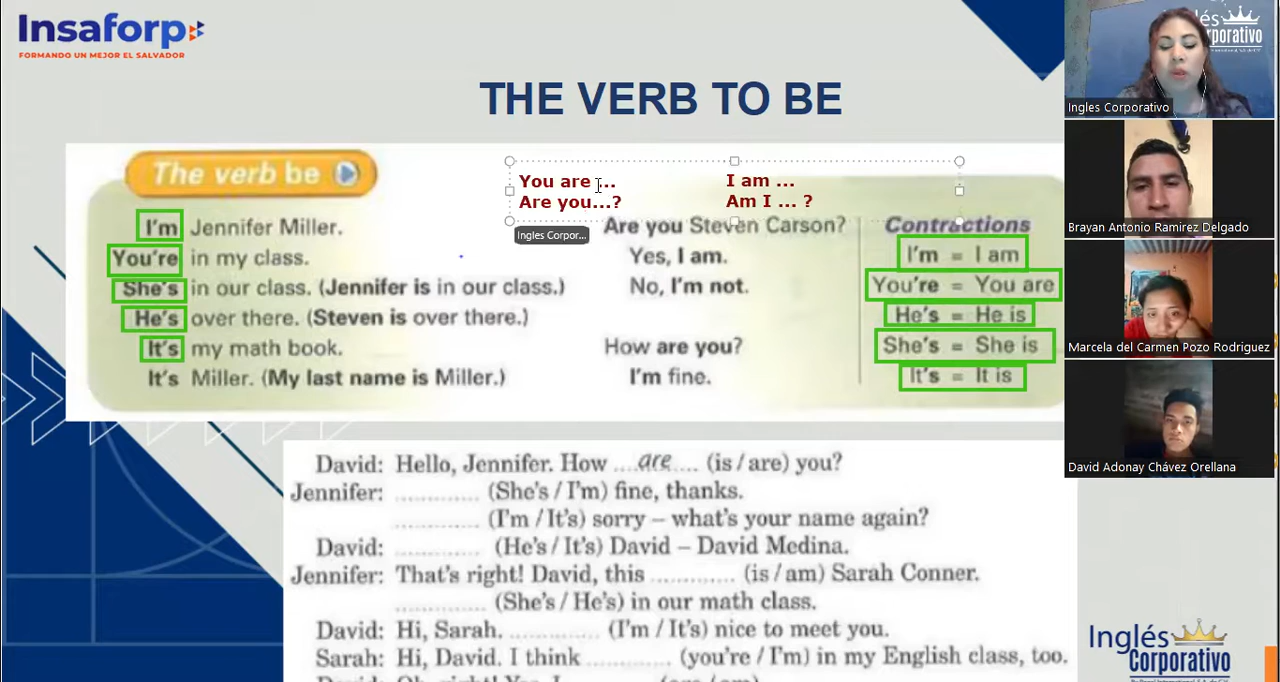 Insaforp
FORMANDO UN MEJOR EL SALVADOR
THE VERB TO BE
The verb be
You are ...
Are you...?
I am ...
Am I ... ?
Ingles Corpor...
I'm Jennifer Miller.
You're in my class.
She's in our class. (Jennifer is in our class.)
He's over there. (Steven is over there.)
It's my math book.
It's Miller. (My last name is Miller.)
Are you Steven Carson?
Yes, I am.
No, I'm not.
How are you?
I'm fine.
Contractions
I'm = I am
You're = You are
He's = He is
She's = She is
It's = It is
David: Hello, Jennifer. How ....are.... (is / are) you?
Jennifer: .............. (She's / I'm) fine, thanks.
.............. (I'm / It's) sorry – what's your name again?
David: .............. (He's / It's) David – David Medina.
Jennifer: That's right! David, this .............. (is / am) Sarah Conner.
.............. (She's / He's) in our math class.
David: Hi, Sarah. .............. (I'm / It's) nice to meet you.
Sarah: Hi, David. I think .............. (you're / I'm) in my English class, too.
Corporativo
Ingles Corporativo
Brayan Antonio Ramirez Delgado
Marcela del Carmen Pozo Rodriguez
David Adonay Chávez Orellana
Inglés
Corporativo